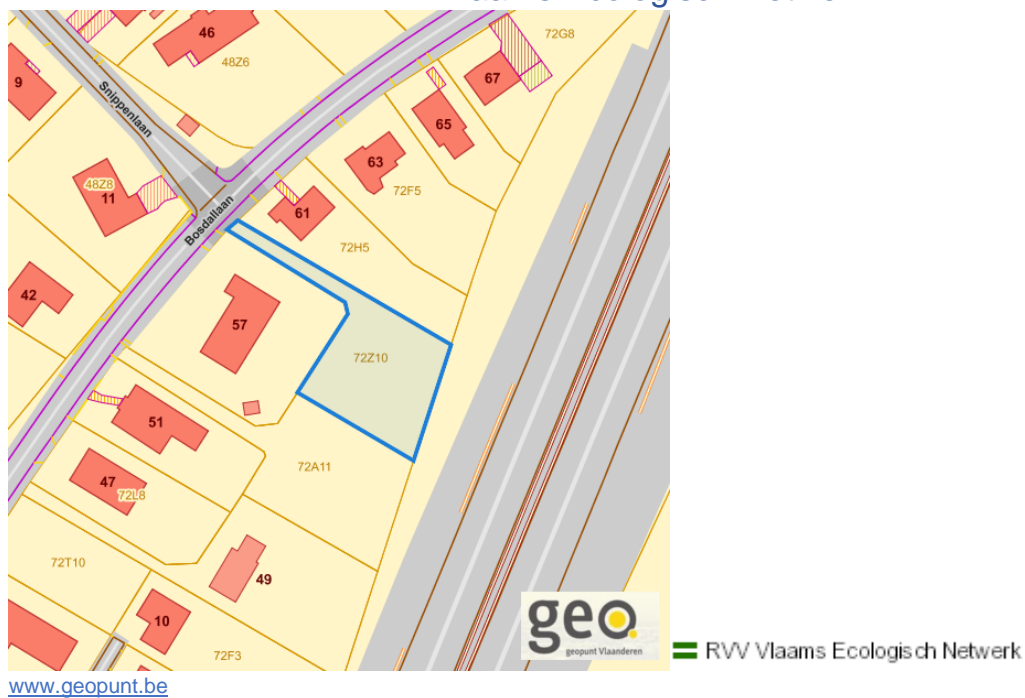 46
48Z6
72G8
9
67
Snippenlaan
65
63
48Z8
11
72F5
61
Bosdallaan
72H5
42
57
72Z10
51
47
72L8
72A11
72T10
49
10
72F3
geo.
geopunt Vlaanderen
RVV Vlaams Ecologisch Netwerk
www.geopunt.be